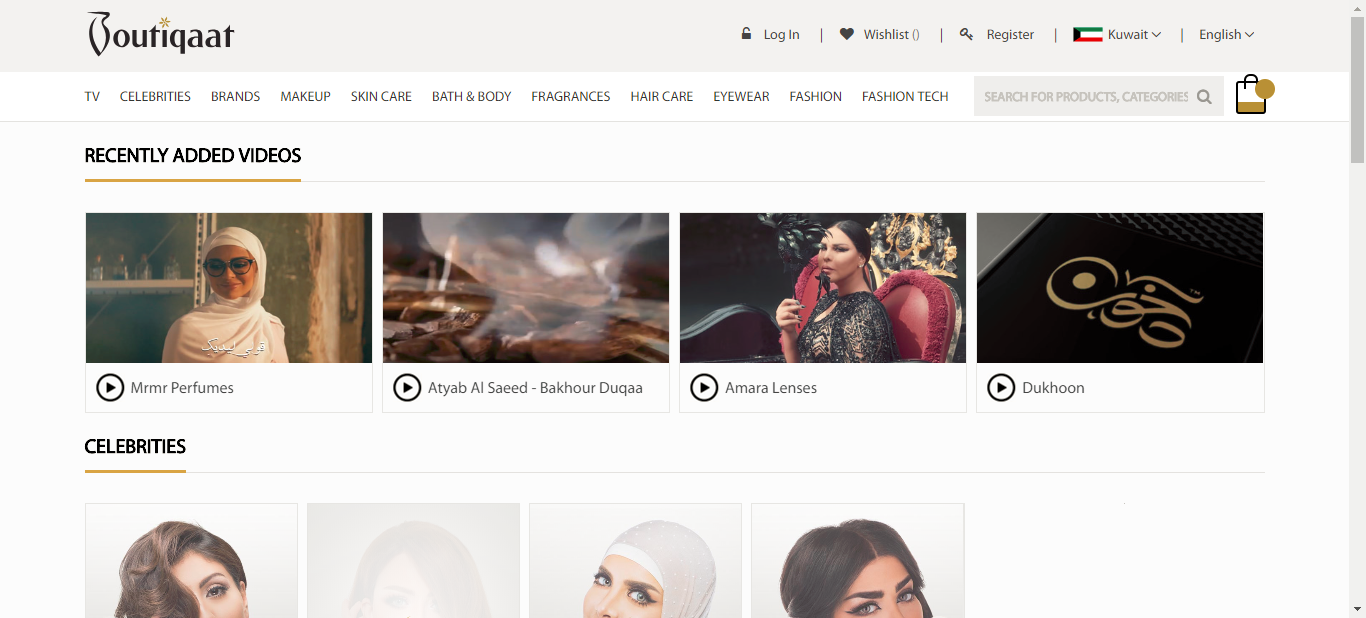 Boutiqaat
Log In | Wishlist () | Register | Kuwait | English
TV CELEBRITIES BRANDS MAKEUP SKIN CARE BATH & BODY FRAGRANCES HAIR CARE EYEWEAR FASHION FASHION TECH SEARCH FOR PRODUCTS, CATEGORIES
RECENTLY ADDED VIDEOS
Mrmr Perfumes
Atyab Al Saeed - Bakhour Duqaa
Amara Lenses
Dukhoon
CELEBRITIES